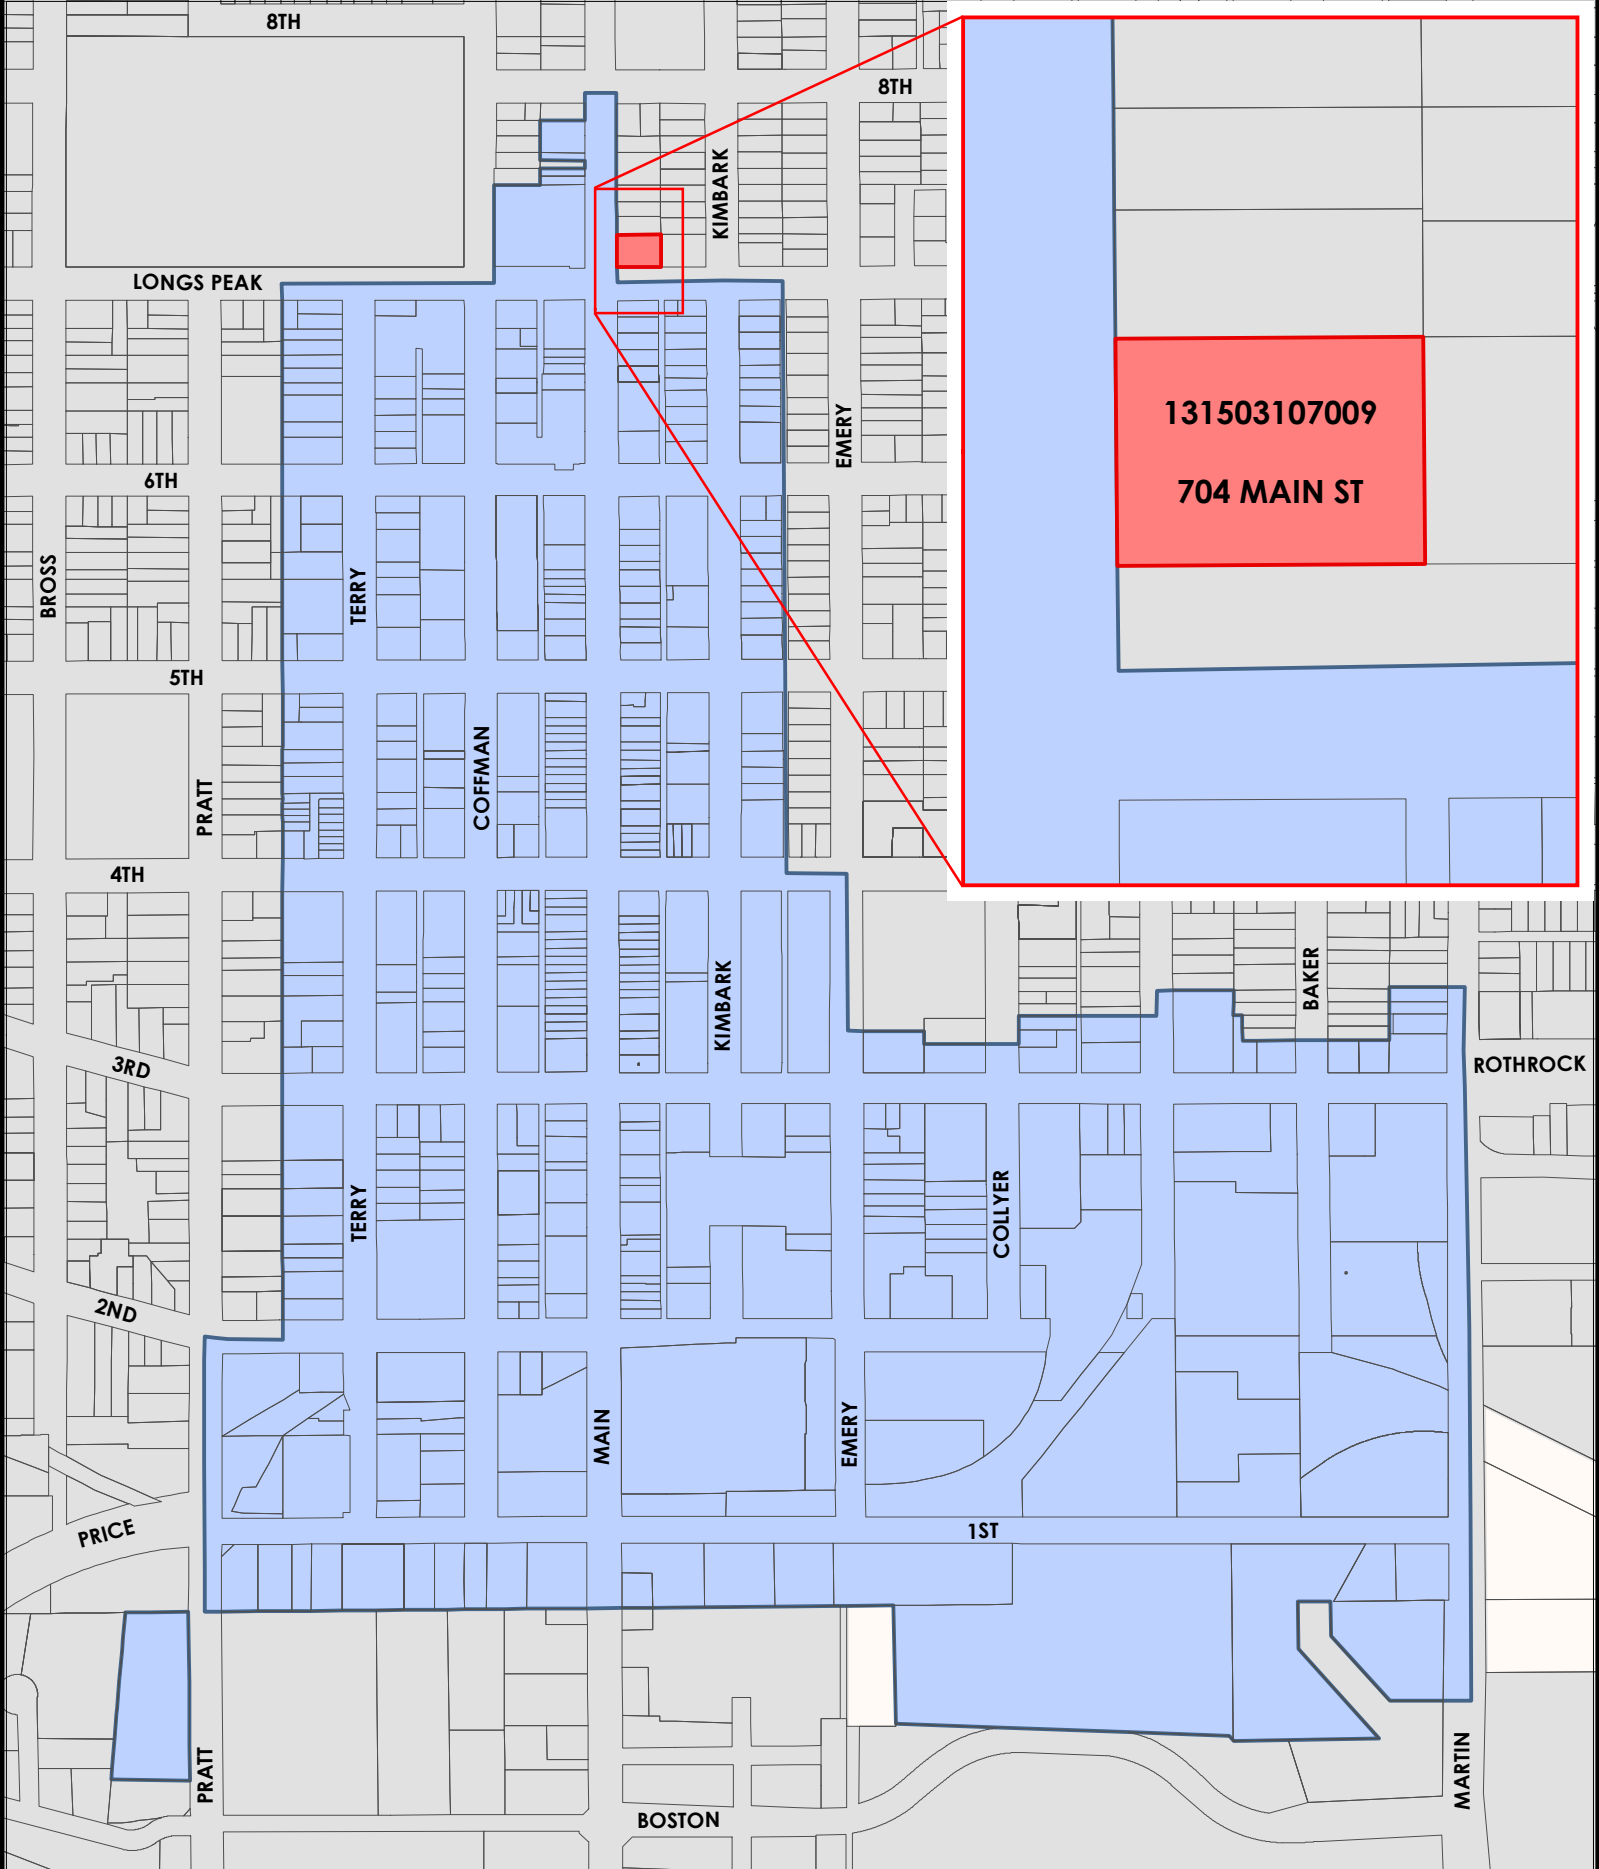 8TH
8TH
KIMBARK
LONGS PEAK
131503107009
704 MAIN ST
EMERY
6TH
BROSS
TERRY
5TH
COFFMAN
PRATT
4TH
BAKER
KIMBARK
3RD
ROTHROCK
TERRY
COLLYER
2ND
MAIN
EMERY
PRICE
1ST
PRATT
MARTIN
BOSTON